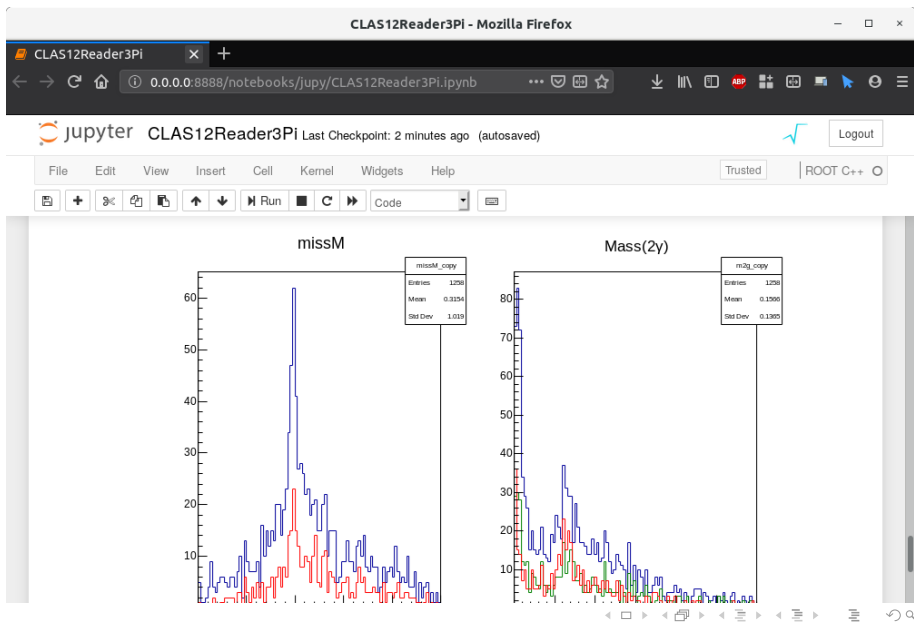 CLAS12Reader3Pi - Mozilla Firefox
CLAS12Reader3Pi
0.0.0.0:8888/notebooks/jupy/CLAS12Reader3Pi.ipynb
ABP
jupyter CLAS12Reader3Pi Last Checkpoint: 2 minutes ago (autosaved)
Logout
File Edit View Insert Cell Kernel Widgets Help
Trusted
ROOT C++
Run
Code
missM
missM_copy
Entries 1258
Mean 0.3154
Std Dev 1.019
60
50
40
30
20
10
Mass(2γ)
m2g_copy
Entries 1258
Mean 0.1566
Std Dev 0.1365
80
70
60
50
40
30
20
10